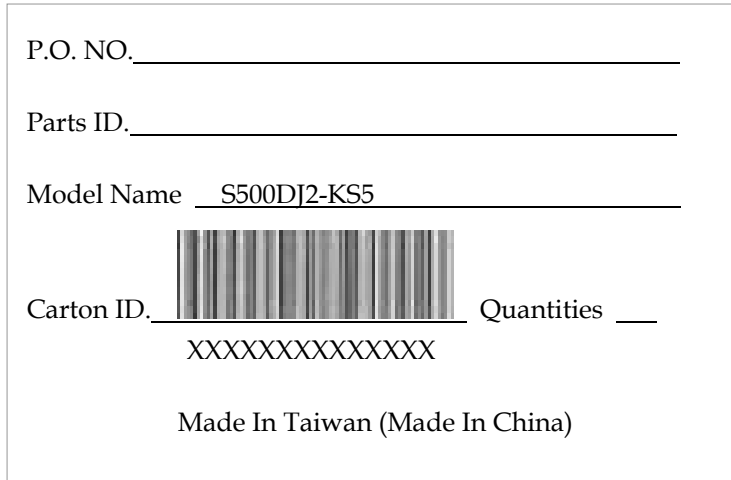 P.O. NO.
Parts ID.
Model Name S500DJ2-KS5
Carton ID. Quantities
XXXXXXXXXXXXXX
Made In Taiwan (Made In China)